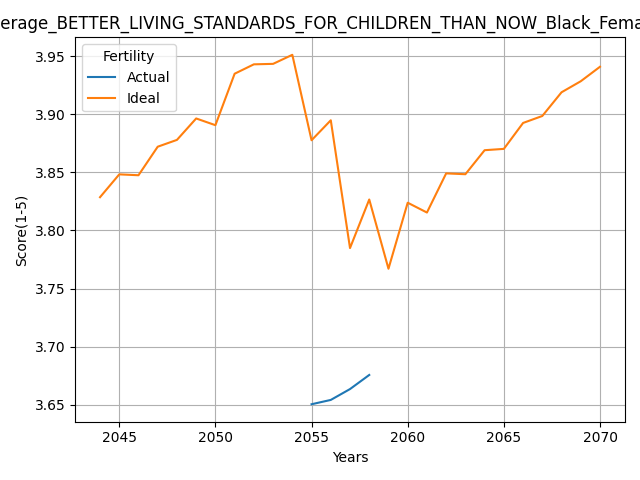 erage_BETTER_LIVING_STANDARDS_FOR_CHILDREN_THAN_NOW_Black_Fema
Fertility
Actual
Ideal
Score(1-5)
3.95
3.90
3.85
3.80
3.75
3.70
3.65
2045 2050 2055 2060 2065 2070
Years